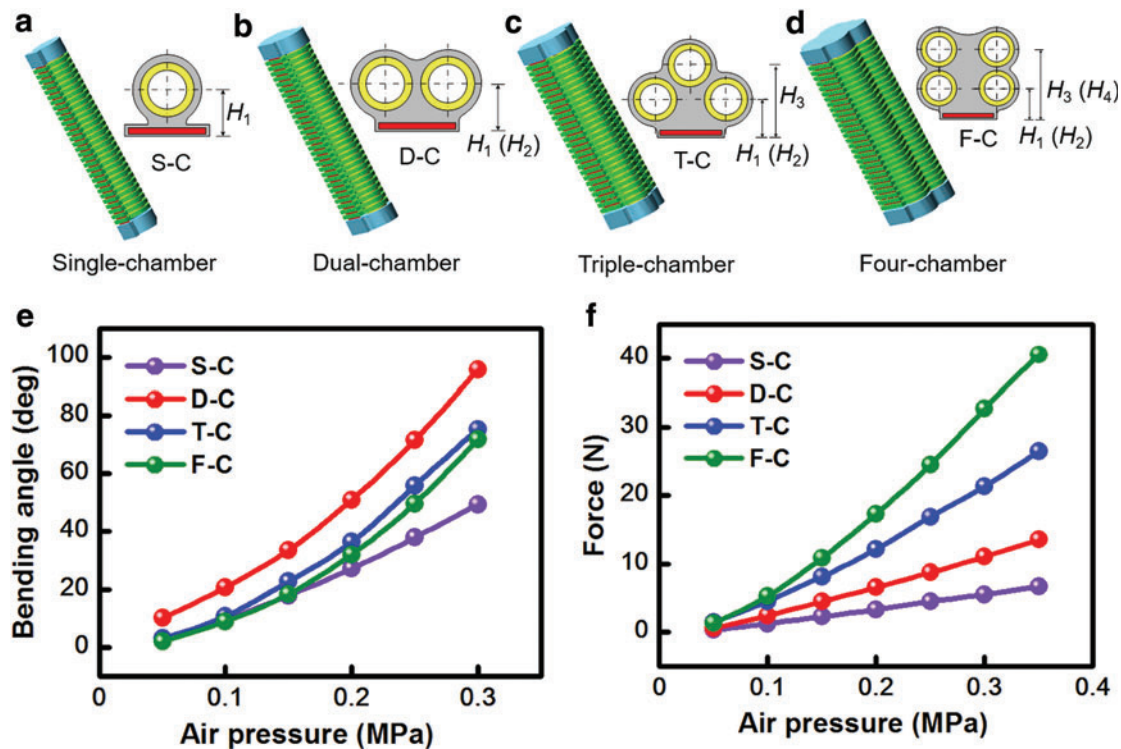 a
b
c
d
H1
S-C
H1 (H2)
D-C
H3
H1 (H2)
T-C
H3 (H4)
H1 (H2)
F-C
Single-chamber
Dual-chamber
Triple-chamber
Four-chamber
e
Bending angle (deg)
100
80
60
40
20
0
S-C
D-C
T-C
F-C
0
0.1
0.2
0.3
Air pressure (MPa)
f
Force (N)
40
30
20
10
0
S-C
D-C
T-C
F-C
0
0.1
0.2
0.3
0.4
Air pressure (MPa)